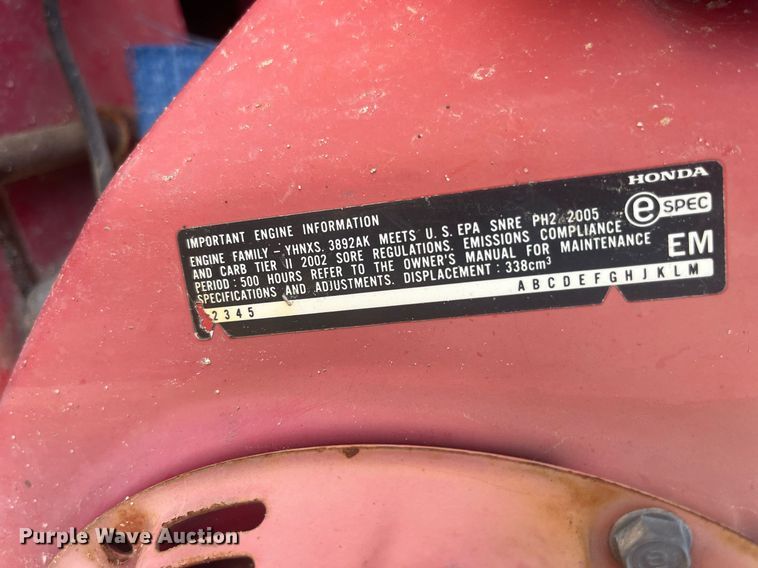 HONDA
e SPEC
EM
IMPORTANT ENGINE INFORMATION
ENGINE FAMILY - YHNXS. 3892AK MEETS U.S. EPA SNRE PH2 2005
AND CARB TIER II 2002 SORE REGULATIONS. EMISSIONS COMPLIANCE
PERIOD : 500 HOURS REFER TO THE OWNER'S MANUAL FOR MAINTENANCE
SPECIFICATIONS AND ADJUSTMENTS. DISPLACEMENT : 338cm³
2 3 4 5 A B C D E F G H J K L M
Purple Wave Auction